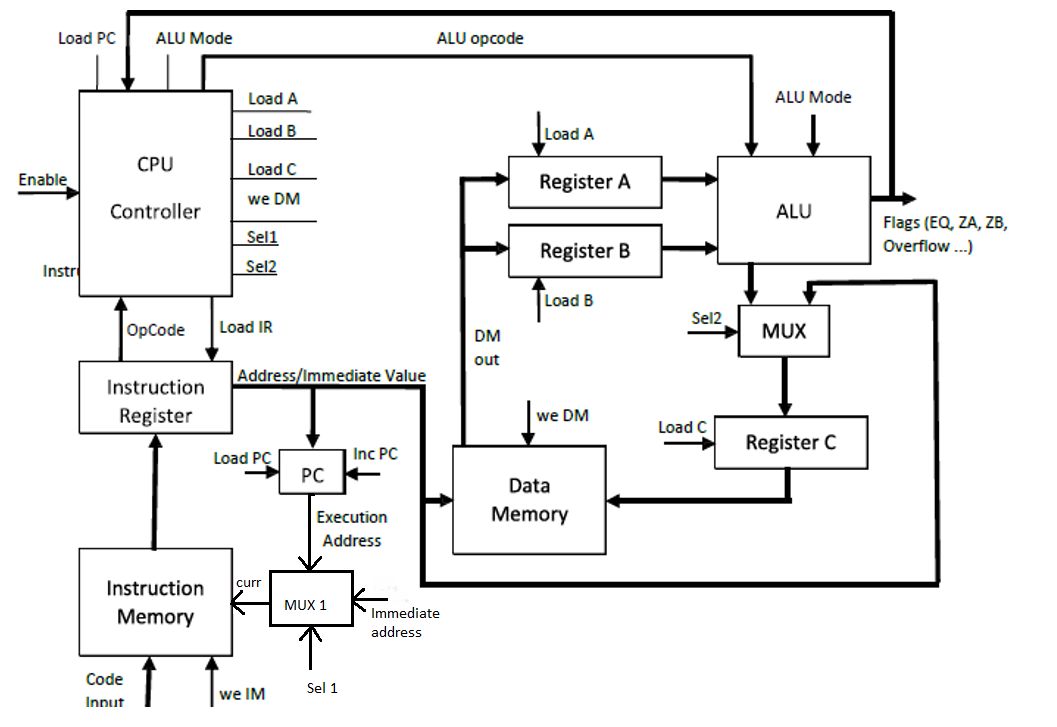 Load PC
ALU Mode
ALU opcode
Load A
Load B
Load C
we DM
Sel1
Sel2
CPU
Controller
Enable
Instru
OpCode
Load IR
Instruction
Register
Address/Immediate Value
Load PC
PC
Inc PC
Execution
Address
Instruction
Memory
curr
MUX 1
Immediate
address
Sel 1
Code
Input
we IM
Load A
Register A
Register B
Load B
DM
out
ALU Mode
ALU
Flags (EQ, ZA, ZB,
Overflow ...)
Sel2
MUX
Load C
Register C
we DM
Data
Memory